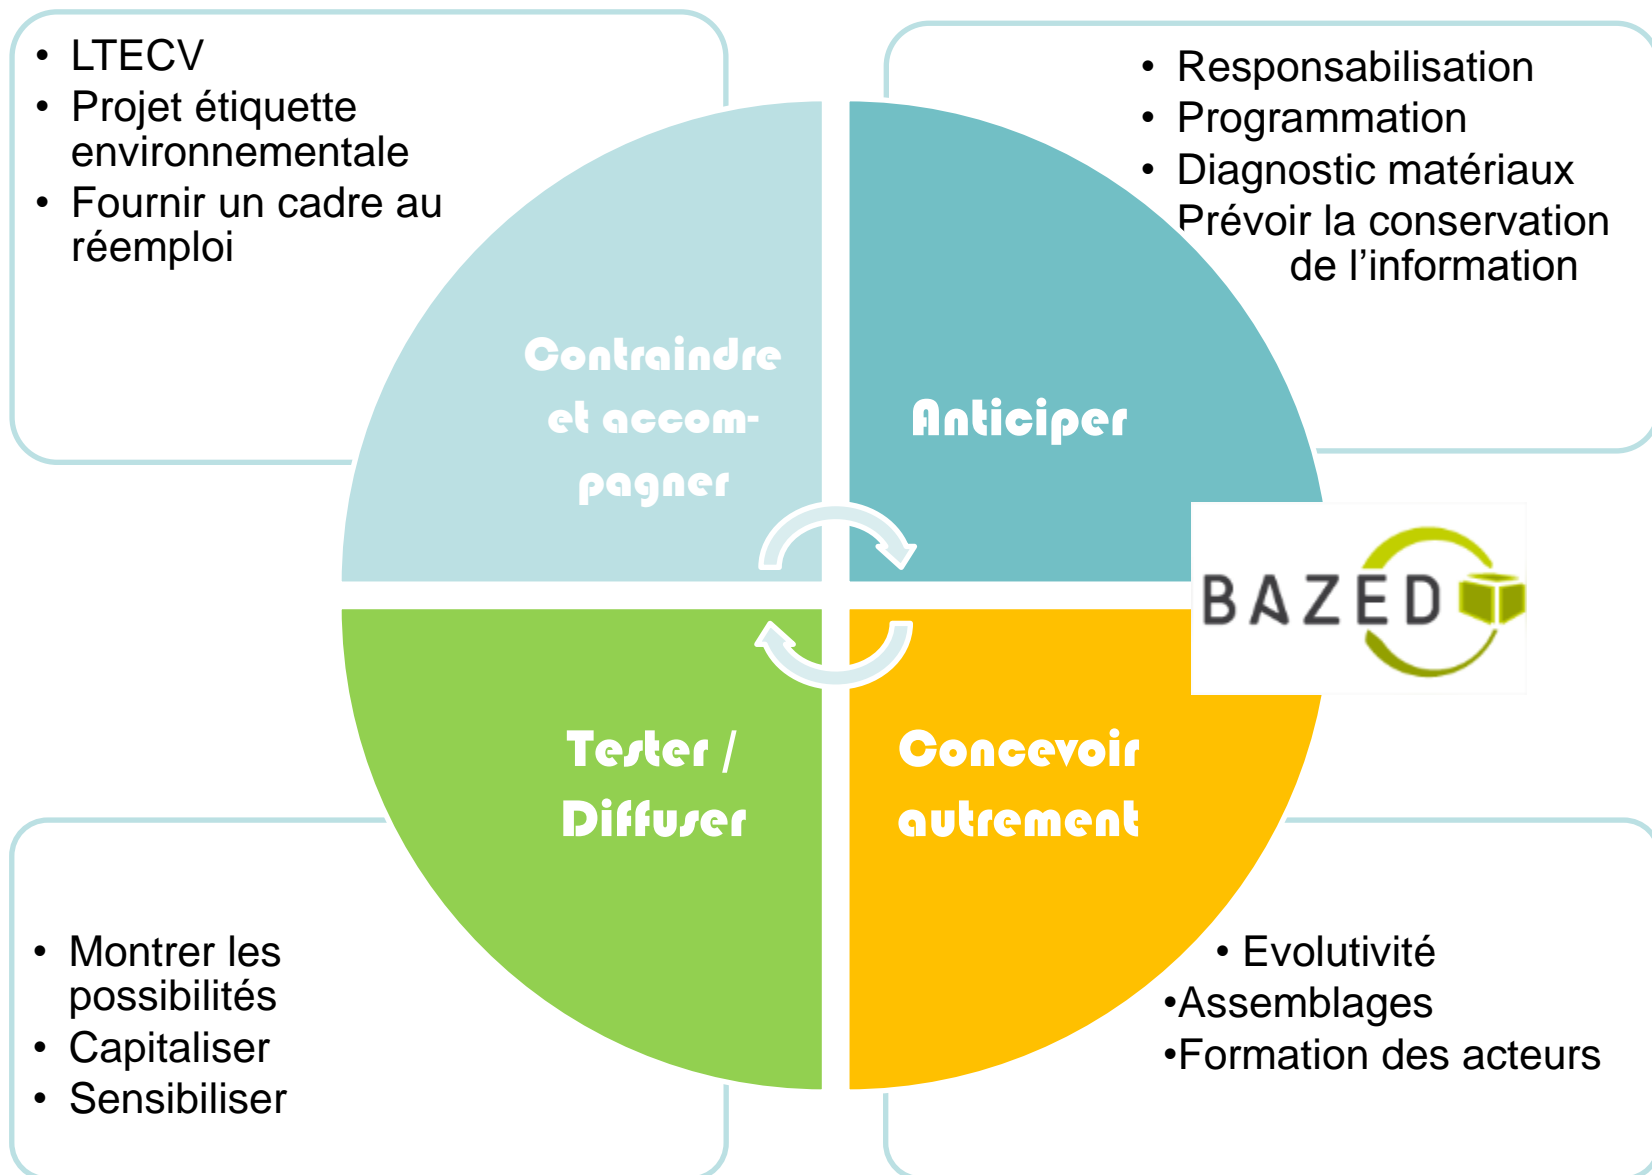 • LTECV
• Projet étiquette
environnementale
• Fournir un cadre au
réemploi
• Responsabilisation
• Programmation
• Diagnostic matériaux
Prévoir la conservation
de l’information
Contraindre
et accom-
pagner
Anticiper
BAZED
Tester /
Diffuser
Concevoir
autrement
• Montrer les
possibilités
• Capitaliser
• Sensibiliser
• Evolutivité
•Assemblages
•Formation des acteurs